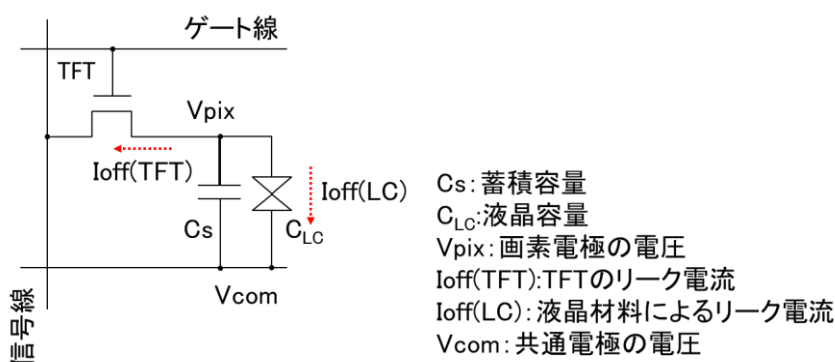 ゲート線
TFT
Vpix
Ioff(TFT)
Ioff(LC)
Cs
CLC
Vcom
信号線
Cs:蓄積容量
CLC:液晶容量
Vpix:画素電極の電圧
Ioff(TFT):TFTのリーク電流
Ioff(LC):液晶材料によるリーク電流
Vcom:共通電極の電圧